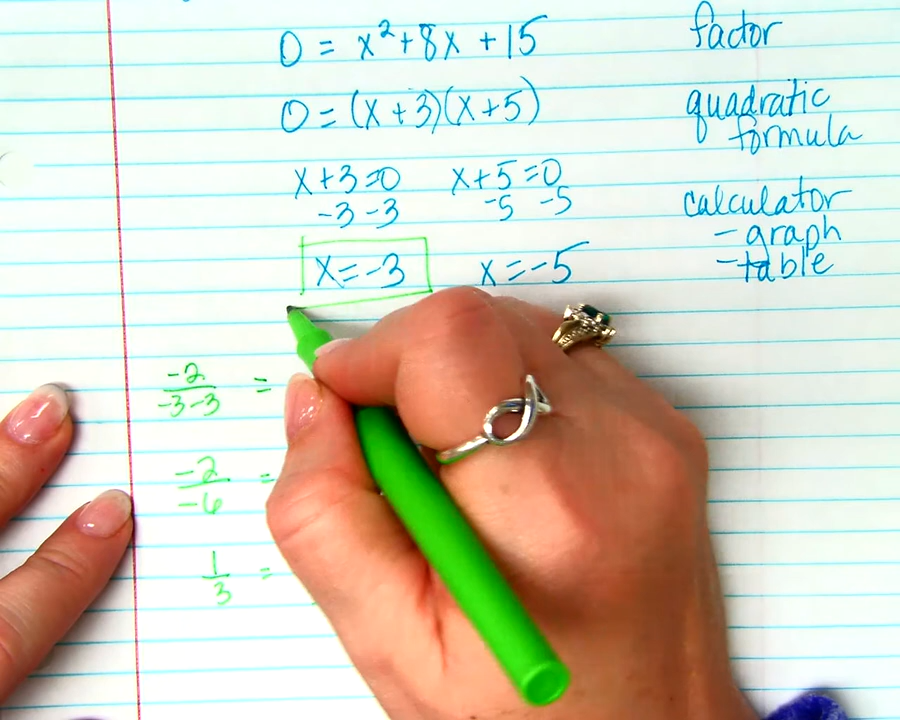 0 = x²+8x +15
0 = (x +3)(x+5)
x+3=0 x+5=0
-3 -3 -5 -5
x=-3 x=-5
factor
quadratic
formula
calculator
- graph
- table
-2/-3-3 =
-2/-6 =
1/3 =